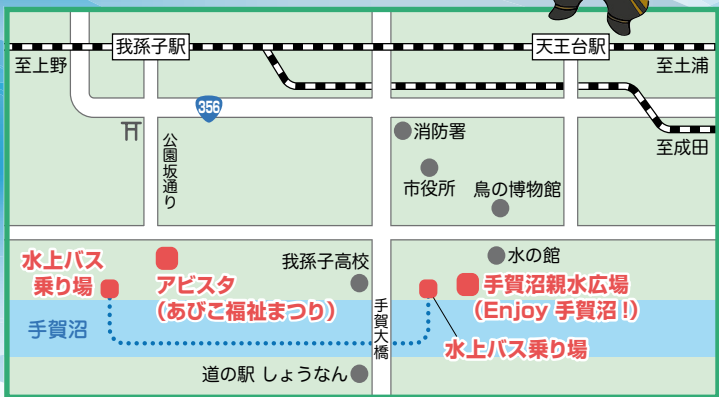 我孫子駅
天王台駅
至上野
至土浦
356
至成田
公園坂通り
消防署
市役所
鳥の博物館
水上バス
乗り場
アビスタ
(あびこ福祉まつり)
我孫子高校
水の館
手賀沼親水広場
(Enjoy 手賀沼!)
手賀沼
手賀大橋
水上バス乗り場
道の駅 しょうなん